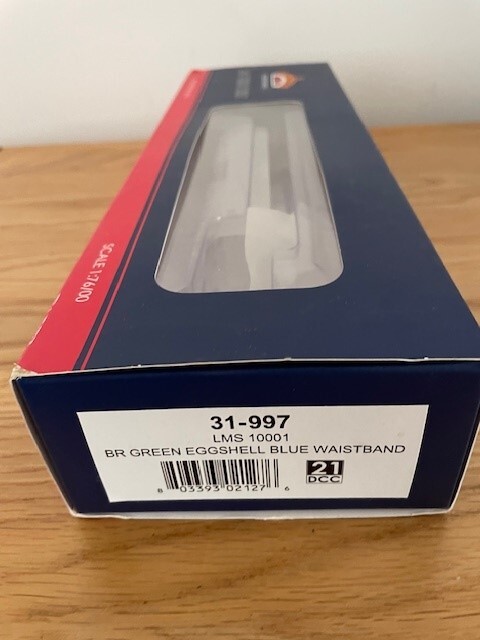 SCALE 1:76/OO
31-997
LMS 10001
BR GREEN EGGSHELL BLUE WAISTBAND
21
DCC
8 03393 02127 6